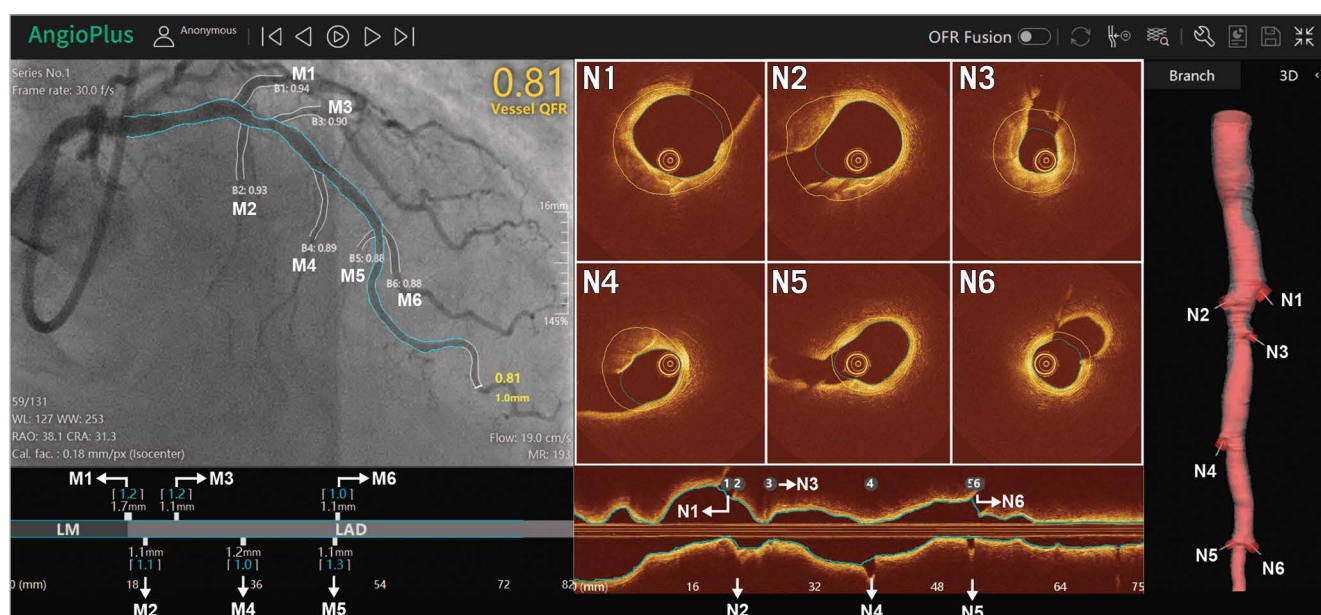 AngioPlus
Anonymous
OFR Fusion
Series No.1
Frame rate: 30.0 f/s
0.81
Vessel QFR
M1
B1: 0.94
M3
B3: 0.90
B2: 0.93
M2
B4: 0.89
M4
B5: 0.88
M5
B6: 0.88
M6
16mm
145%
0.81
1.0mm
59/131
WL: 127 WW: 253
RAO: 38.1 CRA: 31.3
Cal. fac. : 0.18 mm/px (Isocenter)
Flow: 19.0 cm/s
MR: 193
N1
N2
N3
N4
N5
N6
Branch
3D
N1
N2
N3
N4
N5
N6
M1
M3
M6
[1.2]
[1.2]
[1.0]
1.7mm
1.1mm
1.1mm
LM
LAD
1.1mm
1.2mm
1.1mm
[1.1]
[1.0]
[1.3]
0 (mm)
18
36
54
72
82
M2
M4
M5
1
2
3
N3
4
5
6
N1
N6
0 (mm)
16
32
48
64
75
N2
N4
N5